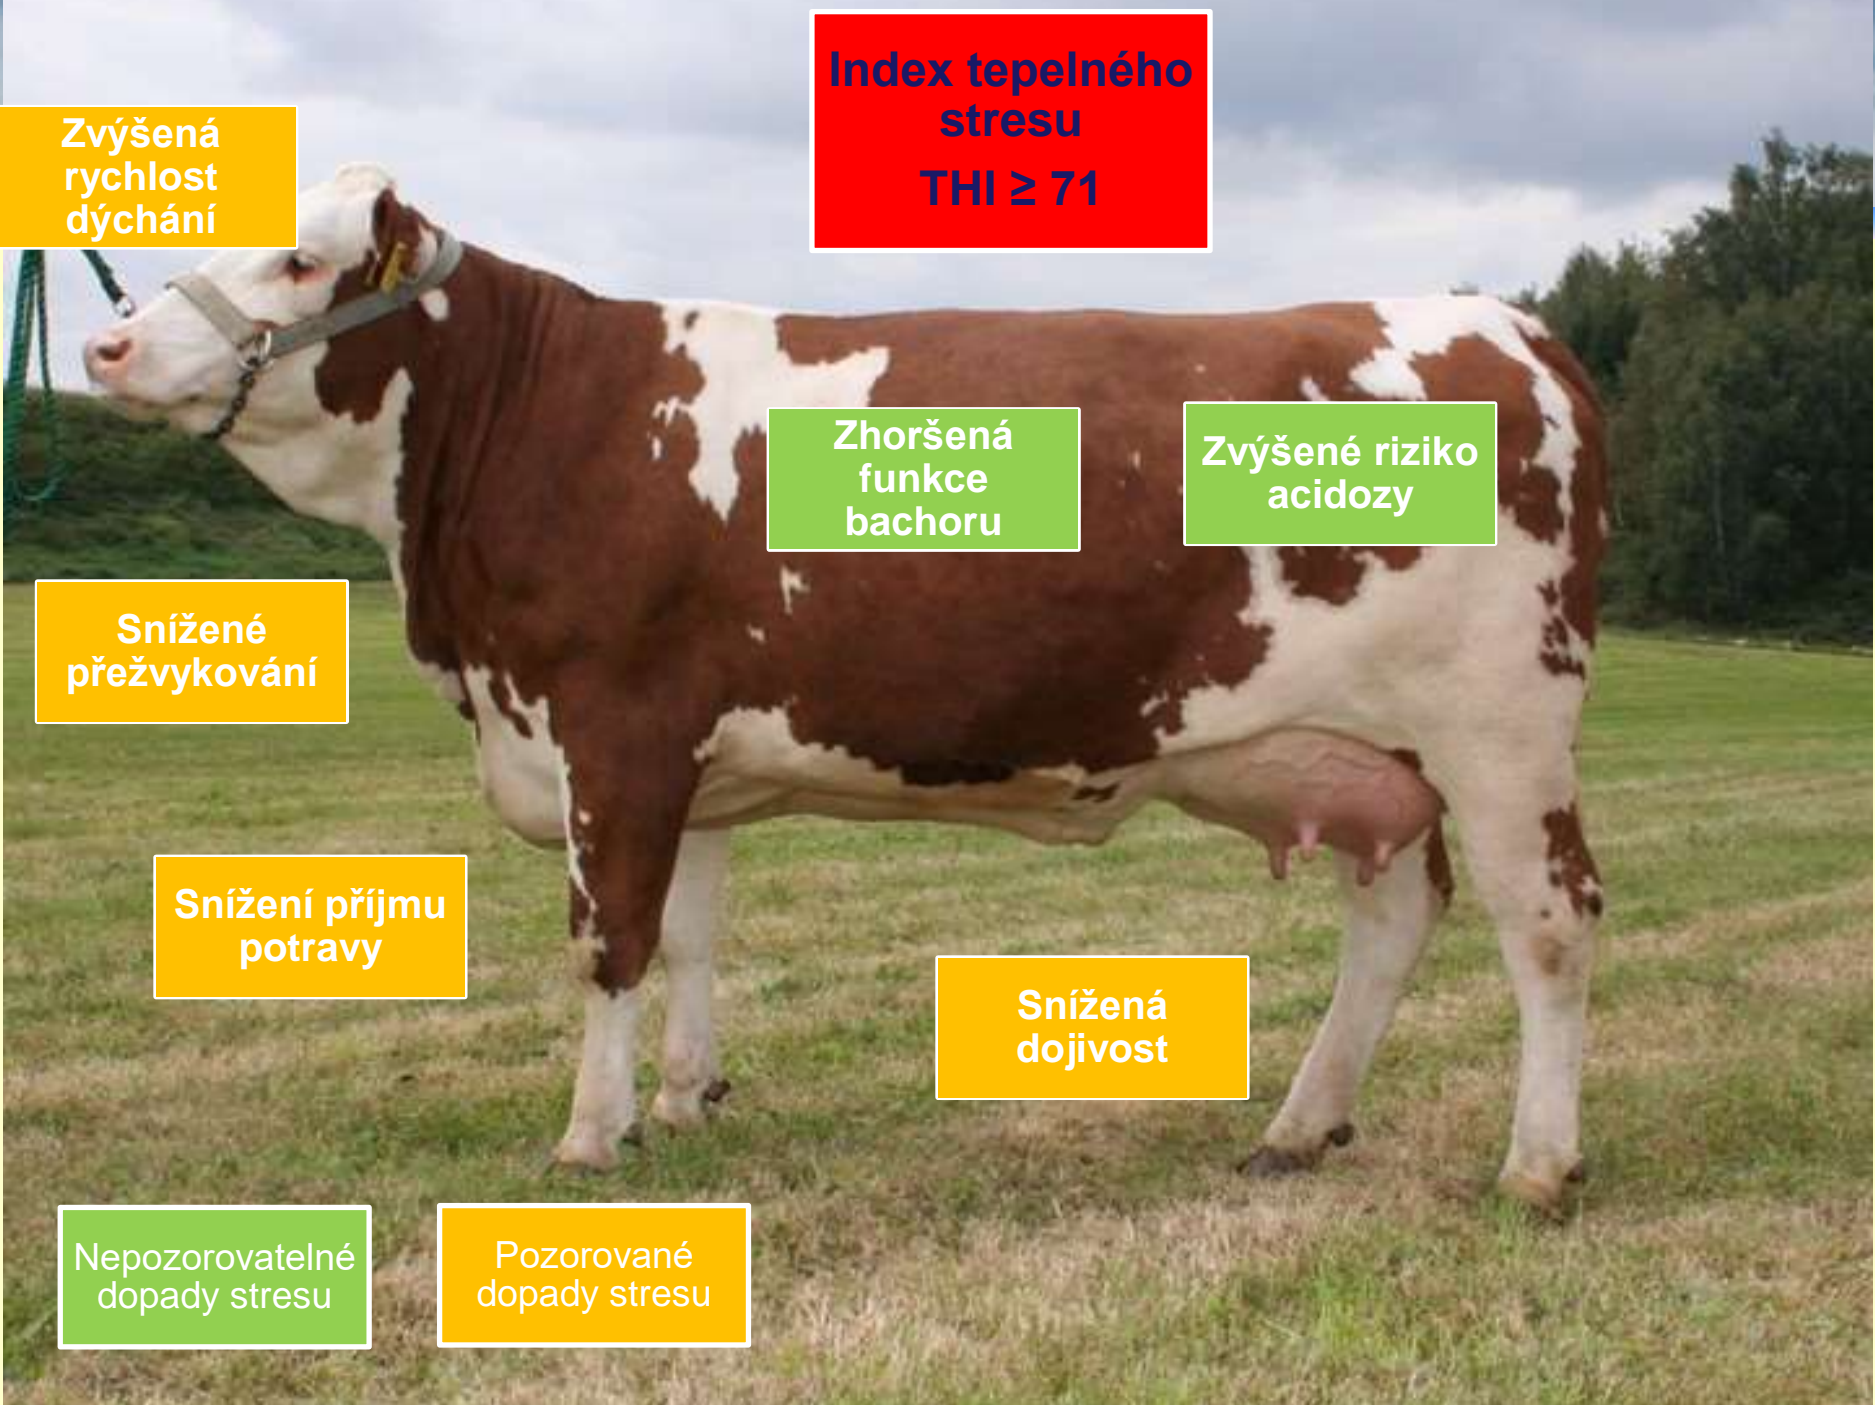 Index tepelného
stresu
THI ≥ 71
Zvýšená
rychlost
dýchání
Zhoršená
funkce
bachoru
Zvýšené riziko
acidozy
Snížené
přežvykování
Snížení příjmu
potravy
Snížená
dojivost
Nepozorovatelné
dopady stresu
Pozorované
dopady stresu